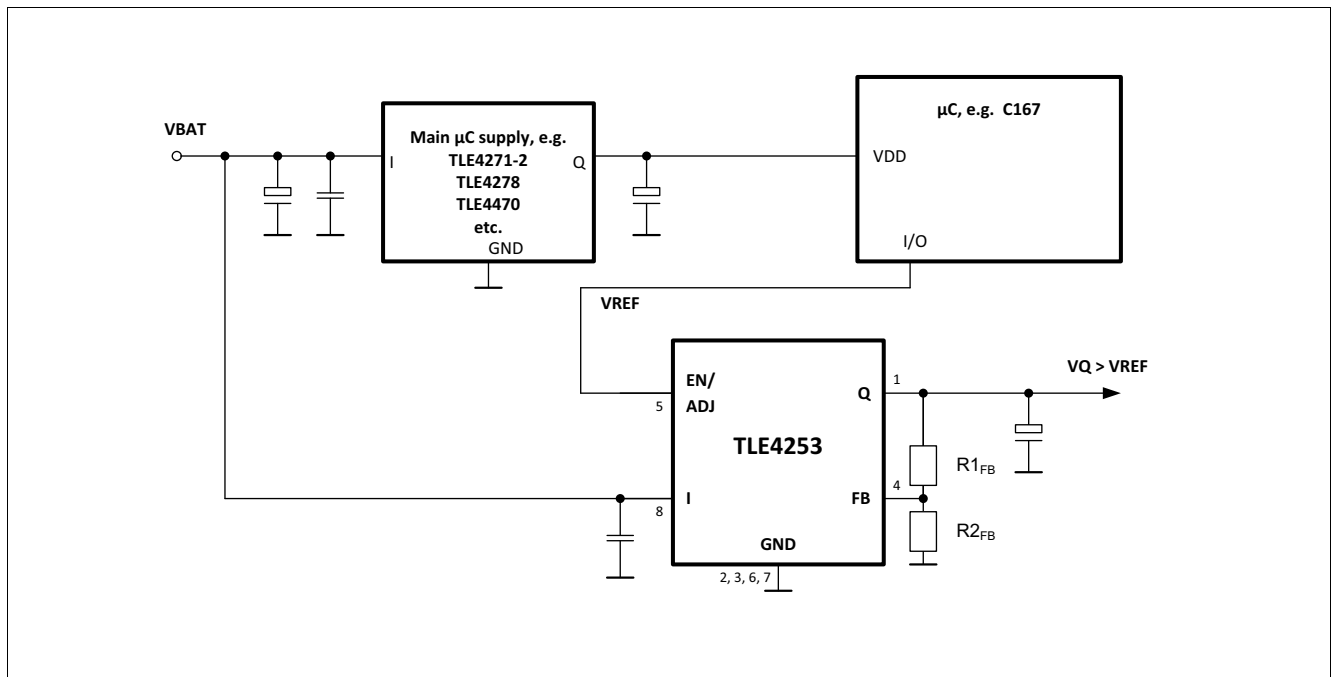 VBAT
I
Main µC supply, e.g.
TLE4271-2
TLE4278
TLE4470
etc.
GND
Q
µC, e.g. C167
VDD
I/O
VREF
EN/
ADJ
5
Q
1
VQ > VREF
TLE4253
R1FB
I
8
FB
4
R2FB
GND
2, 3, 6, 7